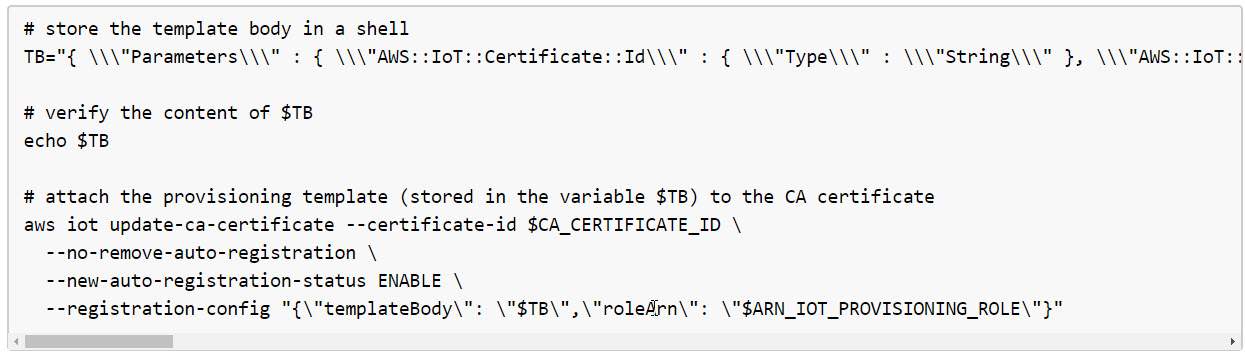 # store the template body in a shell
TB="{ \\\"Parameters\\\" : { \\\"AWS::IoT::Certificate::Id\\\" : { \\\"Type\\\" : \\\"String\\\" }, \\\"AWS::IoT::
# verify the content of $TB
echo $TB
# attach the provisioning template (stored in the variable $TB) to the CA certificate
aws iot update-ca-certificate --certificate-id $CA_CERTIFICATE_ID \
  --no-remove-auto-registration \
  --new-auto-registration-status ENABLE \
  --registration-config "{\"templateBody\": \"$TB\",\"roleArn\": \"$ARN_IOT_PROVISIONING_ROLE\"}"